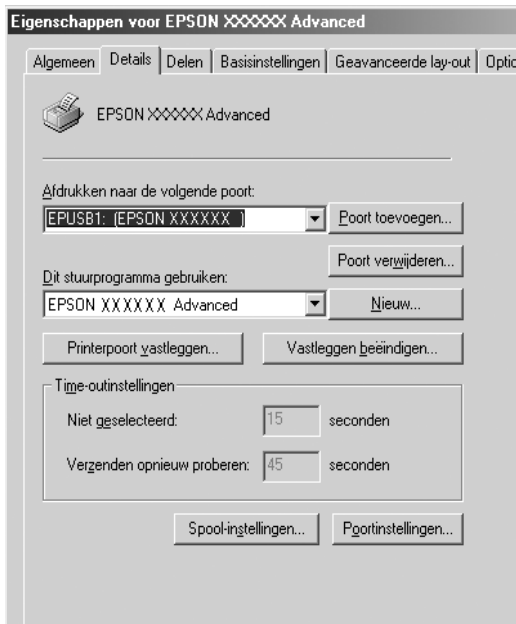 Eigenschappen voor EPSON XXXXXX Advanced
Algemeen Details Delen Basisinstellingen Geavanceerde lay-out
EPSON XXXXXX Advanced
Afdrukken naar de volgende poort:
EPUSB1: (EPSON XXXXXX )
Poort toevoegen...
Poort verwijderen...
Dit stuurprogramma gebruiken:
EPSON XXXXXX Advanced
Nieuw...
Printerpoort vastleggen... Vastleggen beëindigen...
Time-outinstellingen
Niet geselecteerd: 15 seconden
Verzenden opnieuw proberen: 45 seconden
Spool-instellingen... Poortinstellingen...